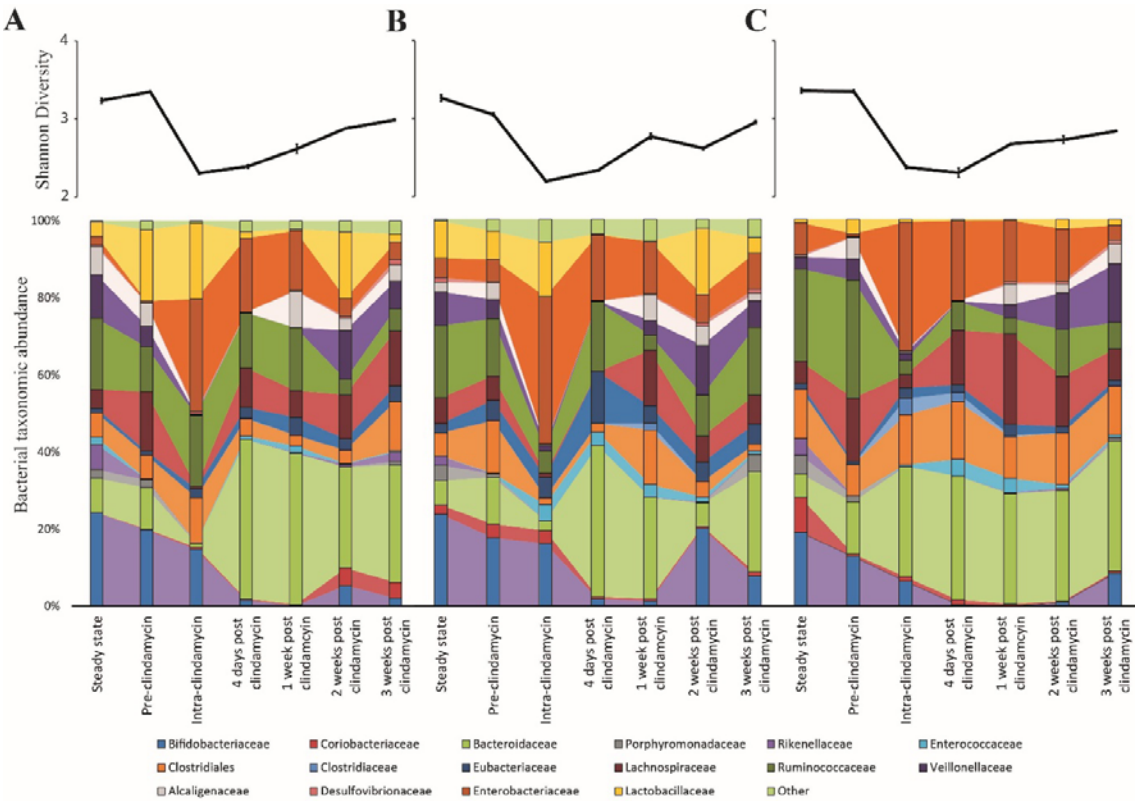 A B C
4
3
2
Shannon Diversity
100%
80%
60%
40%
20%
0%
Bacterial taxonomic abundance
Steady state
Pre-clindamycin
Intra-clindamycin
4 days post
clindamycin
1 week post
clindamcyin
2 weeks post
clindamycin
3 weeks post
clindamycin
Steady state
Pre-clindamycin
Intra-clindamycin
4 days post
clindamycin
1 week post
clindamcyin
2 weeks post
clindamycin
3 weeks post
clindamycin
Steady state
Pre-clindamycin
Intra-clindamycin
4 days post
clindamycin
1 week post
clindamcyin
2 weeks post
clindamycin
3 weeks post
clindamycin
Bifidobacteriaceae Coriobacteriaceae Bacteroidaceae Porphyromonadaceae Rikenellaceae Enterococcaceae
Clostridiales Clostridiaceae Eubacteriaceae Lachnospiraceae Ruminococcaceae Veillonellaceae
Alcaligenaceae Desulfovibrionaceae Enterobacteriaceae Lactobacillaceae Other